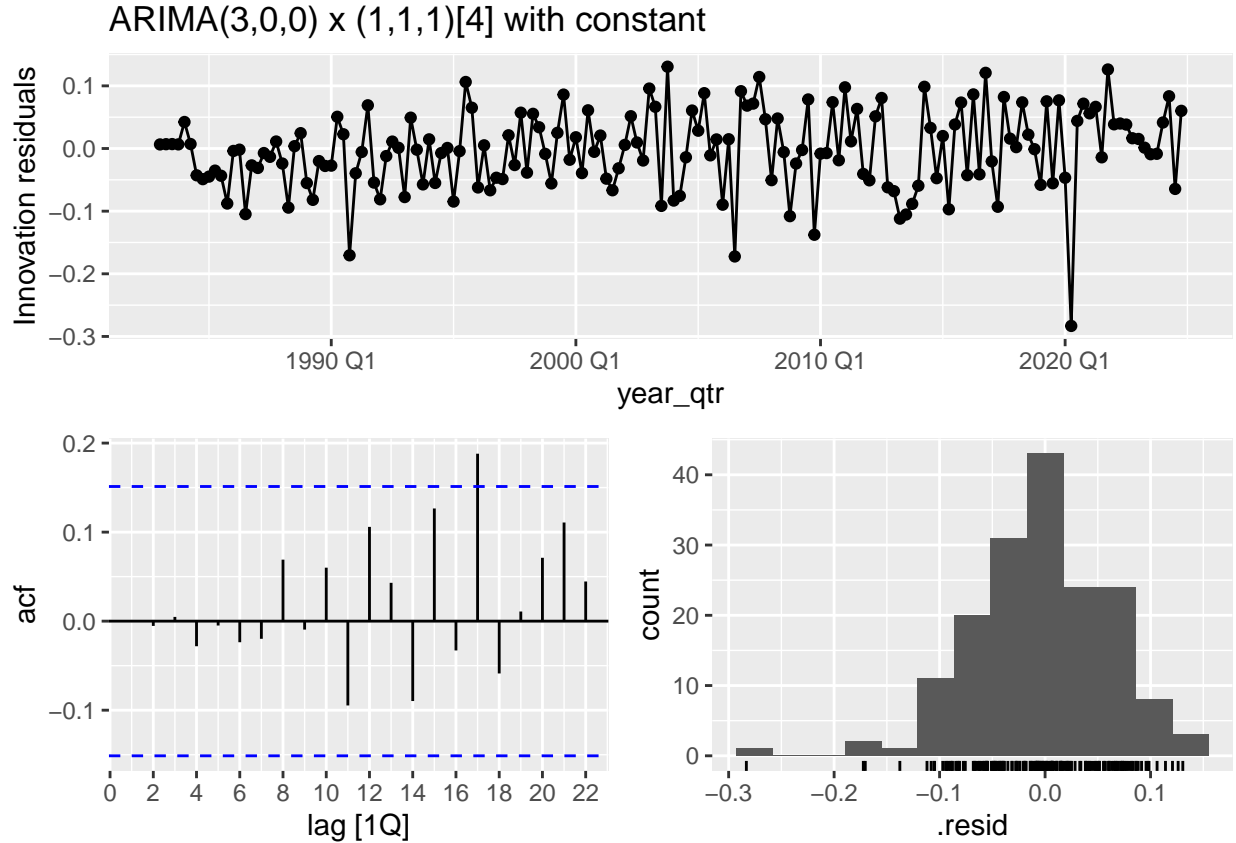 ARIMA(3,0,0) x (1,1,1)[4] with constant
Innovation residuals
0.1
0.0
−0.1
−0.2
−0.3
1990 Q1 2000 Q1 2010 Q1 2020 Q1
year_qtr
acf
0.2
0.1
0.0
−0.1
0 2 4 6 8 10 12 14 16 18 20 22
lag [1Q]
count
40
30
20
10
0
−0.3 −0.2 −0.1 0.0 0.1
.resid